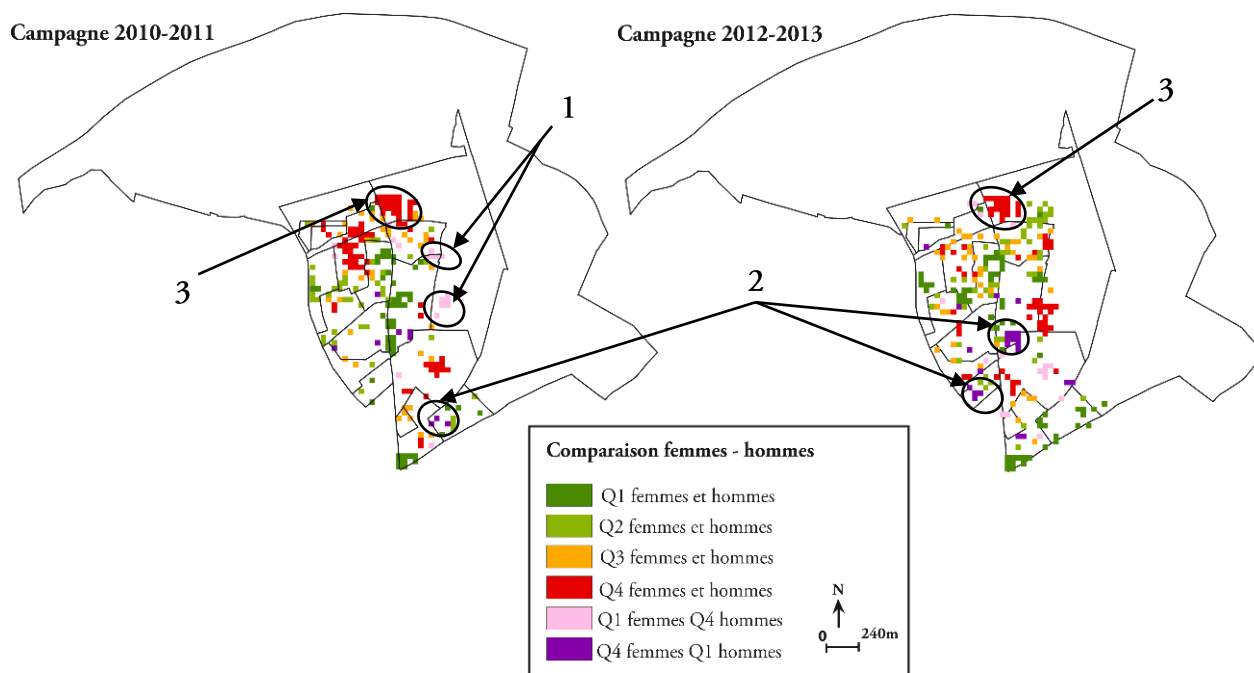 Campagne 2010-2011
Campagne 2012-2013
1
3
3
2
Comparaison femmes - hommes
Q1 femmes et hommes
Q2 femmes et hommes
Q3 femmes et hommes
Q4 femmes et hommes
Q1 femmes Q4 hommes
Q4 femmes Q1 hommes
N
0 240m